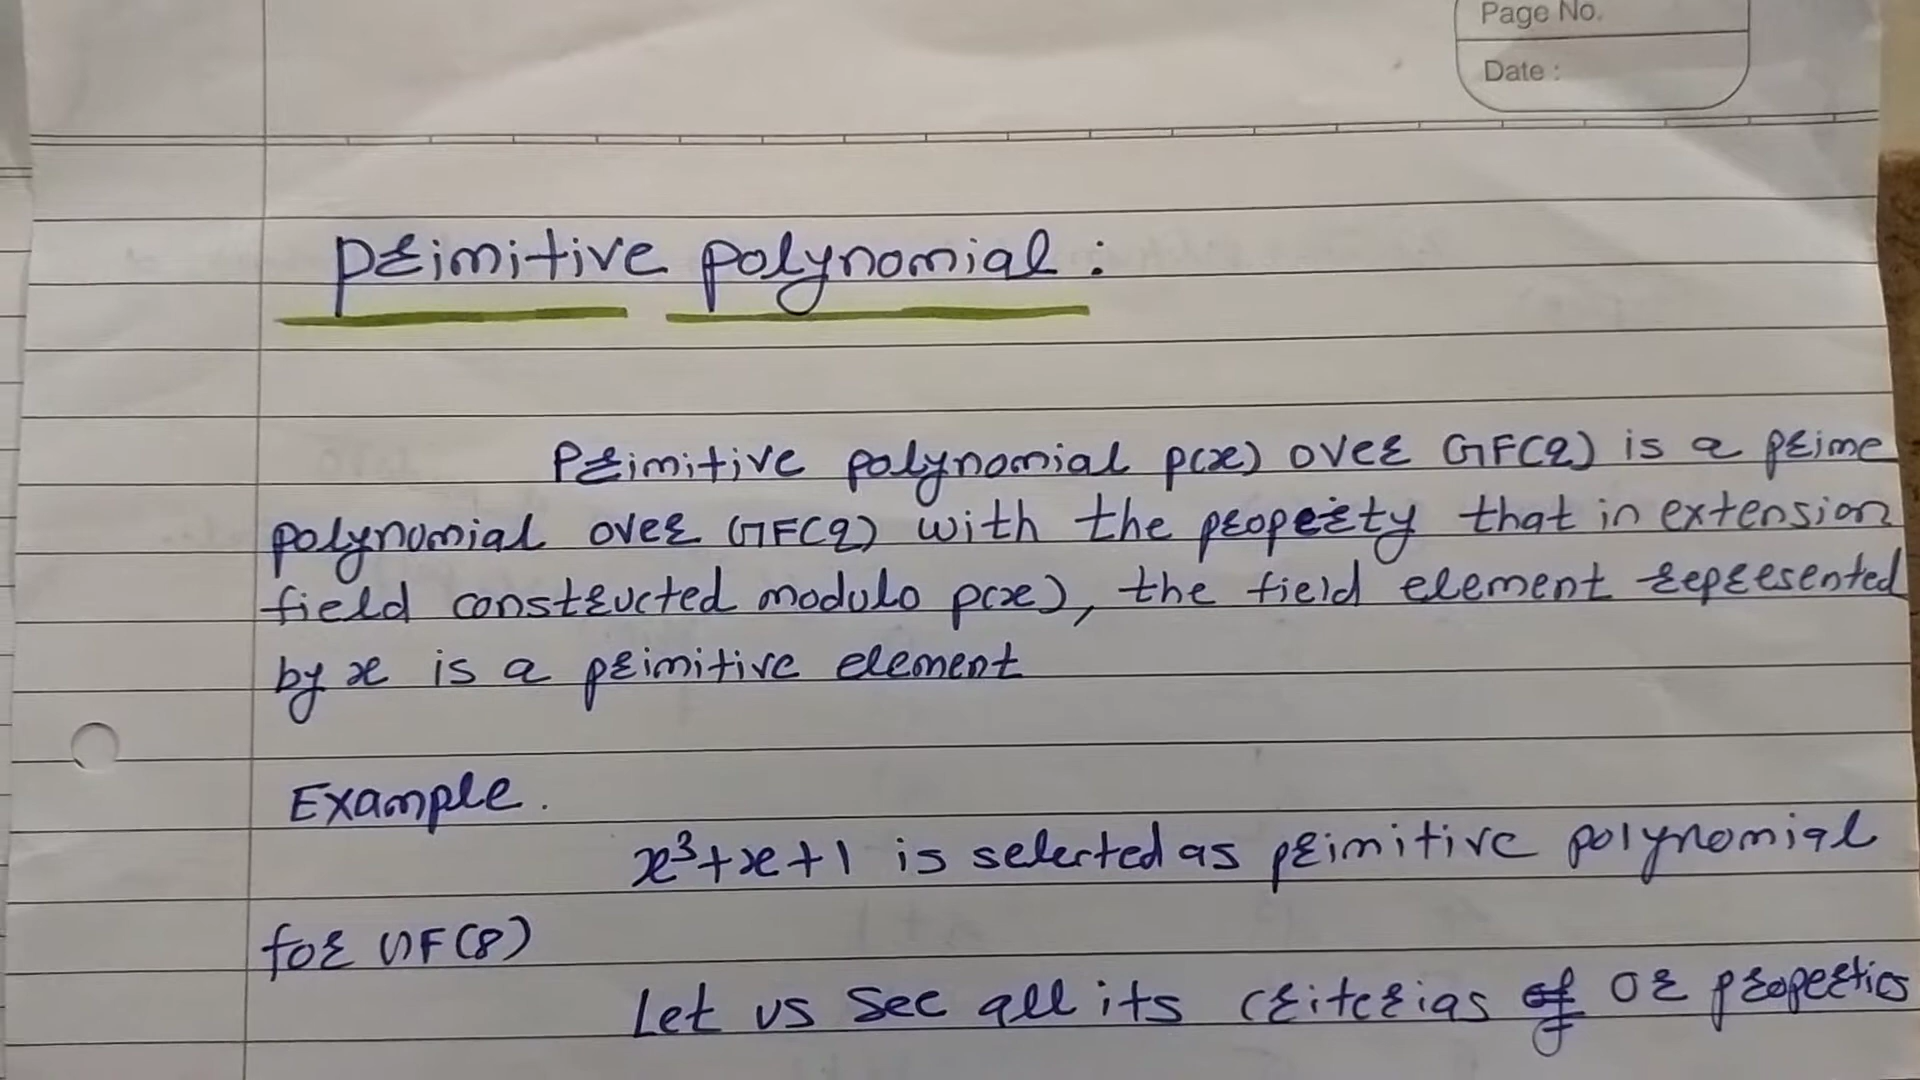 Page No.
Date :
Primitive polynomial :
Primitive polynomial p(x) over GF(q) is a prime
polynomial over GF(q) with the property that in extension
field constructed modulo p(x), the field element represented
by x is a primitive element
Example.
x³+x+1 is selected as primitive polynomial
for GF(8)
Let us see all its criterias of or properties